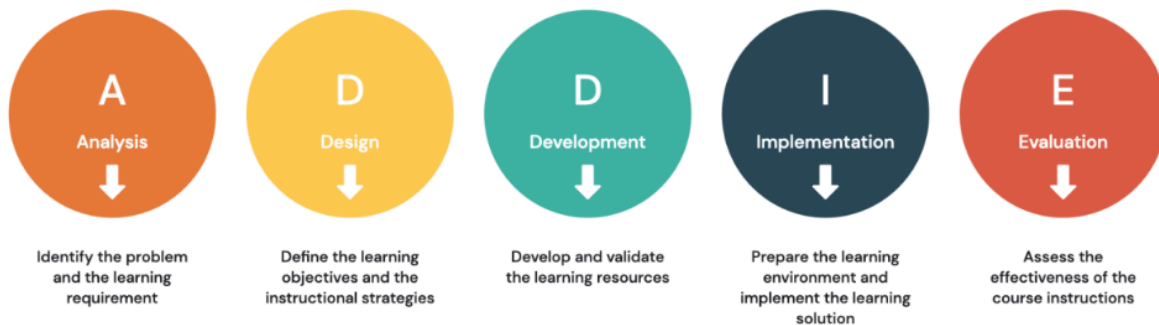 A
Analysis
Identify the problem
and the learning
requirement
D
Design
Define the learning
objectives and the
instructional strategies
D
Development
Develop and validate
the learning resources
I
Implementation
Prepare the learning
environment and
implement the learning
solution
E
Evaluation
Assess the
effectiveness of the
course instructions